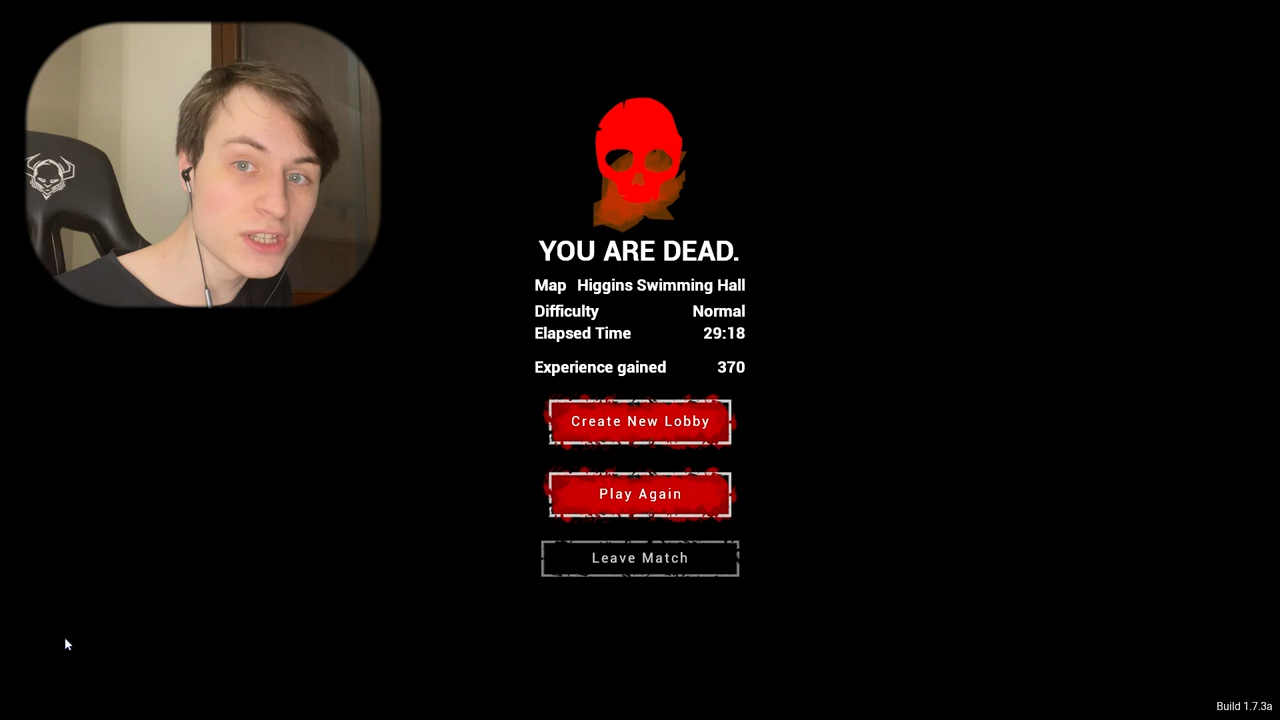 YOU ARE DEAD.
Map Higgins Swimming Hall
Difficulty Normal
Elapsed Time 29:18
Experience gained 370
Create New Lobby
Play Again
Leave Match
Build 1.7.3a